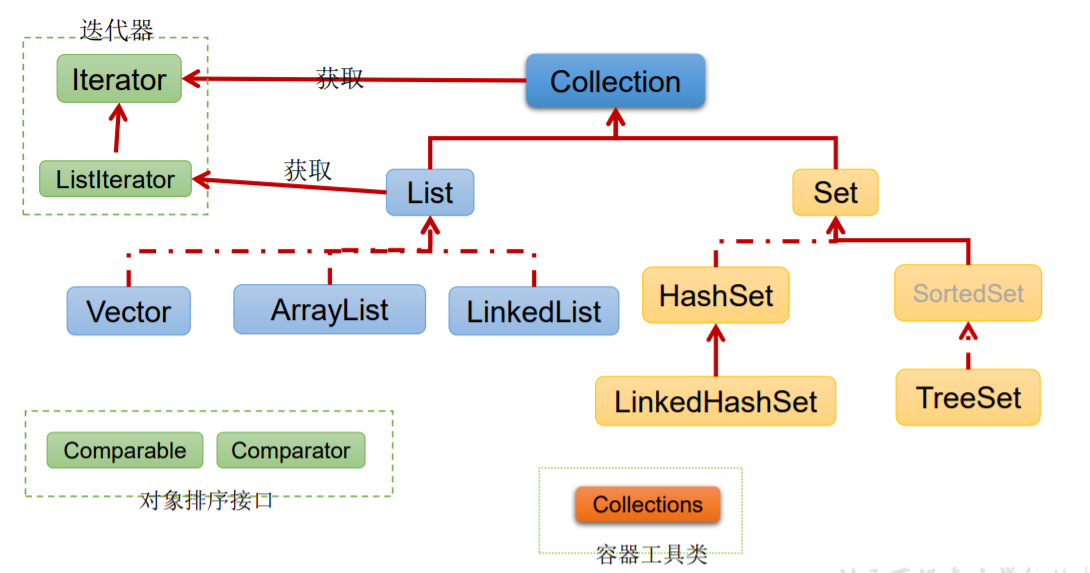 迭代器
Iterator
获取
Collection
ListIterator
获取
List
Set
Vector
ArrayList
LinkedList
HashSet
SortedSet
LinkedHashSet
TreeSet
Comparable
Comparator
对象排序接口
Collections
容器工具类